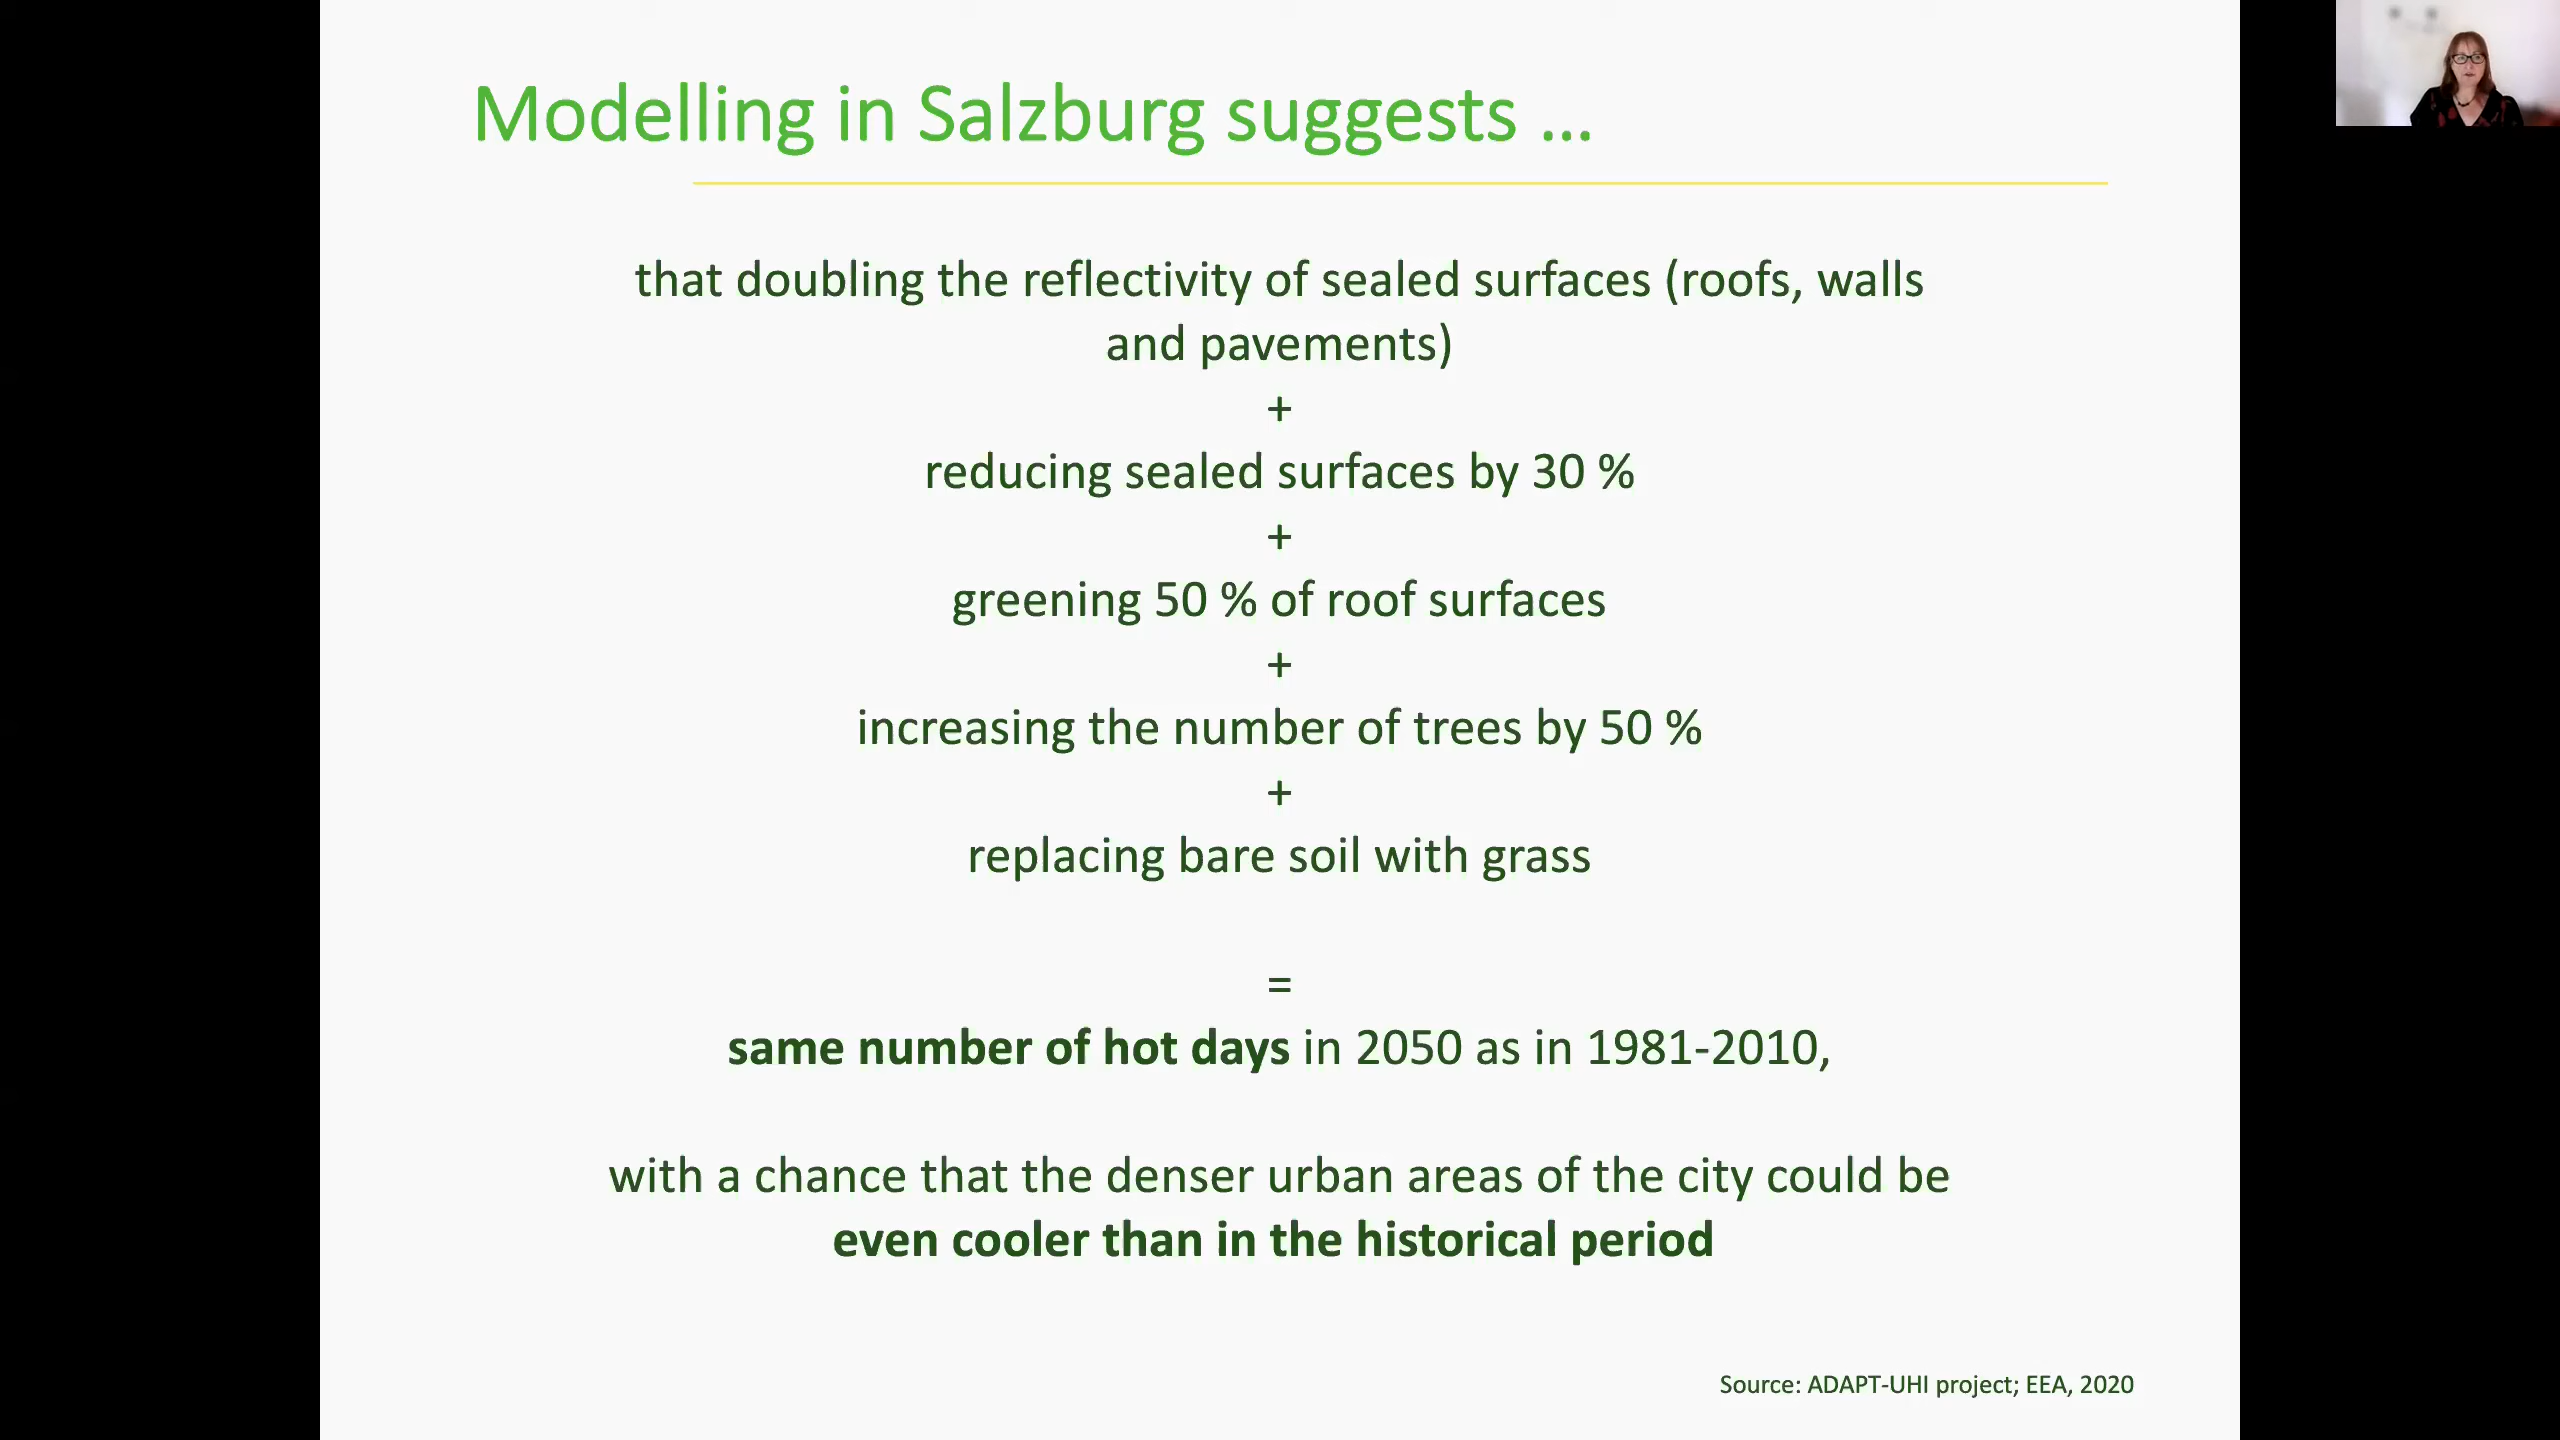 Modelling in Salzburg suggests ...
that doubling the reflectivity of sealed surfaces (roofs, walls
and pavements)
+
reducing sealed surfaces by 30 %
+
greening 50 % of roof surfaces
+
increasing the number of trees by 50 %
+
replacing bare soil with grass
=
same number of hot days in 2050 as in 1981-2010,
with a chance that the denser urban areas of the city could be
even cooler than in the historical period
Source: ADAPT-UHI project; EEA, 2020